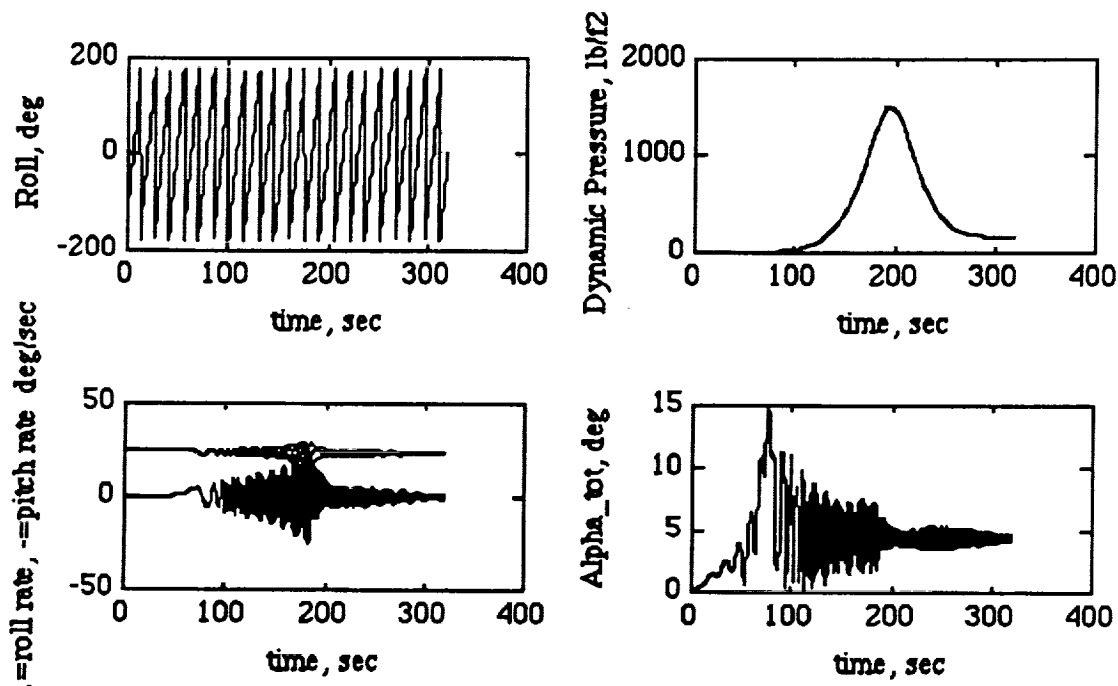 Roll, deg
200
0
-200
0 100 200 300 400
time, sec
Dynamic Pressure, lb/f2
2000
1000
0
0 100 200 300 400
time, sec
.=roll rate, -=pitch rate deg/sec
50
0
-50
0 100 200 300 400
time, sec
Alpha_tot, deg
15
10
5
0
0 100 200 300 400
time, sec